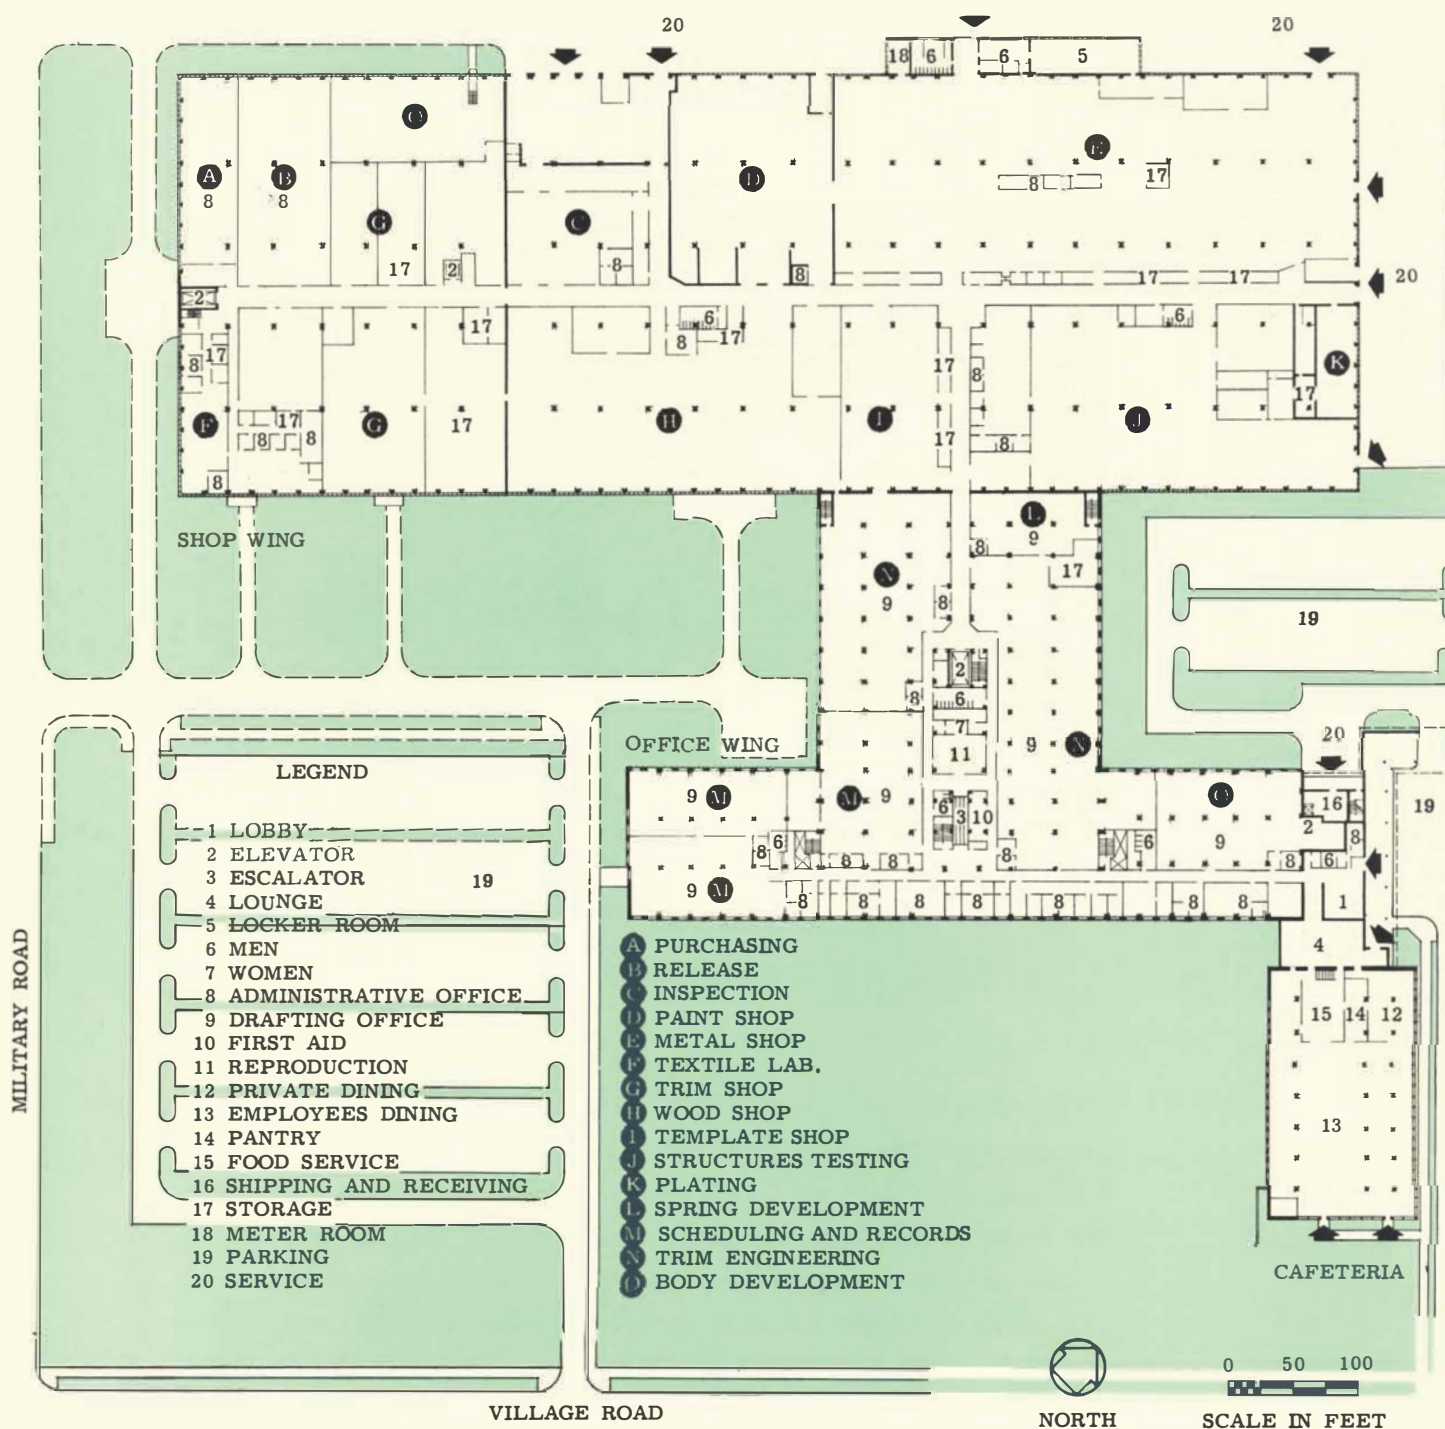 20
20
18 6
6
5
O
E
A
B
D
8
17
8
8
G
C
17
2
8
8
17
17
20
2
6
6
17
8
17
17
8
17
8
K
17
17
F
17
G
17
H
I
17
J
8
8
8
8
SHOP WING
L
9
8
17
N
9
8
19
2
8
6
7
OFFICE WING
9
N
20
11
LEGEND
9 M
M 9
O
16
19
6
3 10
2
1 LOBBY
6
6
9
8
2 ELEVATOR
8
8
8
8
8
6
3 ESCALATOR
19
9 M
4 LOUNGE
8
8
8
8
8
8
8
1
5 LOCKER ROOM
6 MEN
7 WOMEN
8 ADMINISTRATIVE OFFICE
9 DRAFTING OFFICE
10 FIRST AID
11 REPRODUCTION
12 PRIVATE DINING
13 EMPLOYEES DINING
14 PANTRY
15 FOOD SERVICE
16 SHIPPING AND RECEIVING
17 STORAGE
18 METER ROOM
19 PARKING
20 SERVICE
A PURCHASING
B RELEASE
C INSPECTION
D PAINT SHOP
E METAL SHOP
F TEXTILE LAB.
G TRIM SHOP
H WOOD SHOP
I TEMPLATE SHOP
J STRUCTURES TESTING
K PLATING
L SPRING DEVELOPMENT
M SCHEDULING AND RECORDS
N TRIM ENGINEERING
O BODY DEVELOPMENT
4
15 14 12
13
CAFETERIA
MILITARY ROAD
VILLAGE ROAD
NORTH
0 50 100
SCALE IN FEET